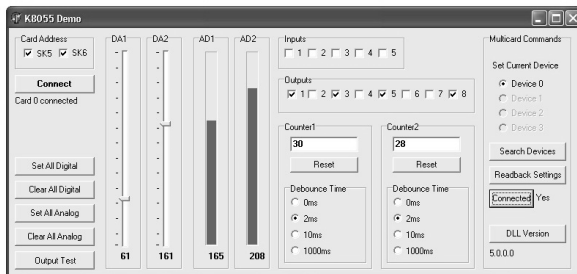 K8055 Demo
Card Address
SK5 SK6
Connect
Card 0 connected
Set All Digital
Clear All Digital
Set All Analog
Clear All Analog
Output Test
DA1
61
DA2
161
AD1
165
AD2
208
Inputs
1 2 3 4 5
Outputs
1 2 3 4 5 6 7 8
Counter1
30
Reset
Debounce Time
0ms
2ms
10ms
1000ms
Counter2
28
Reset
Debounce Time
0ms
2ms
10ms
1000ms
Multicard Commands
Set Current Device
Device 0
Device 1
Device 2
Device 3
Search Devices
Readback Settings
Connected Yes
DLL Version
5.0.0.0